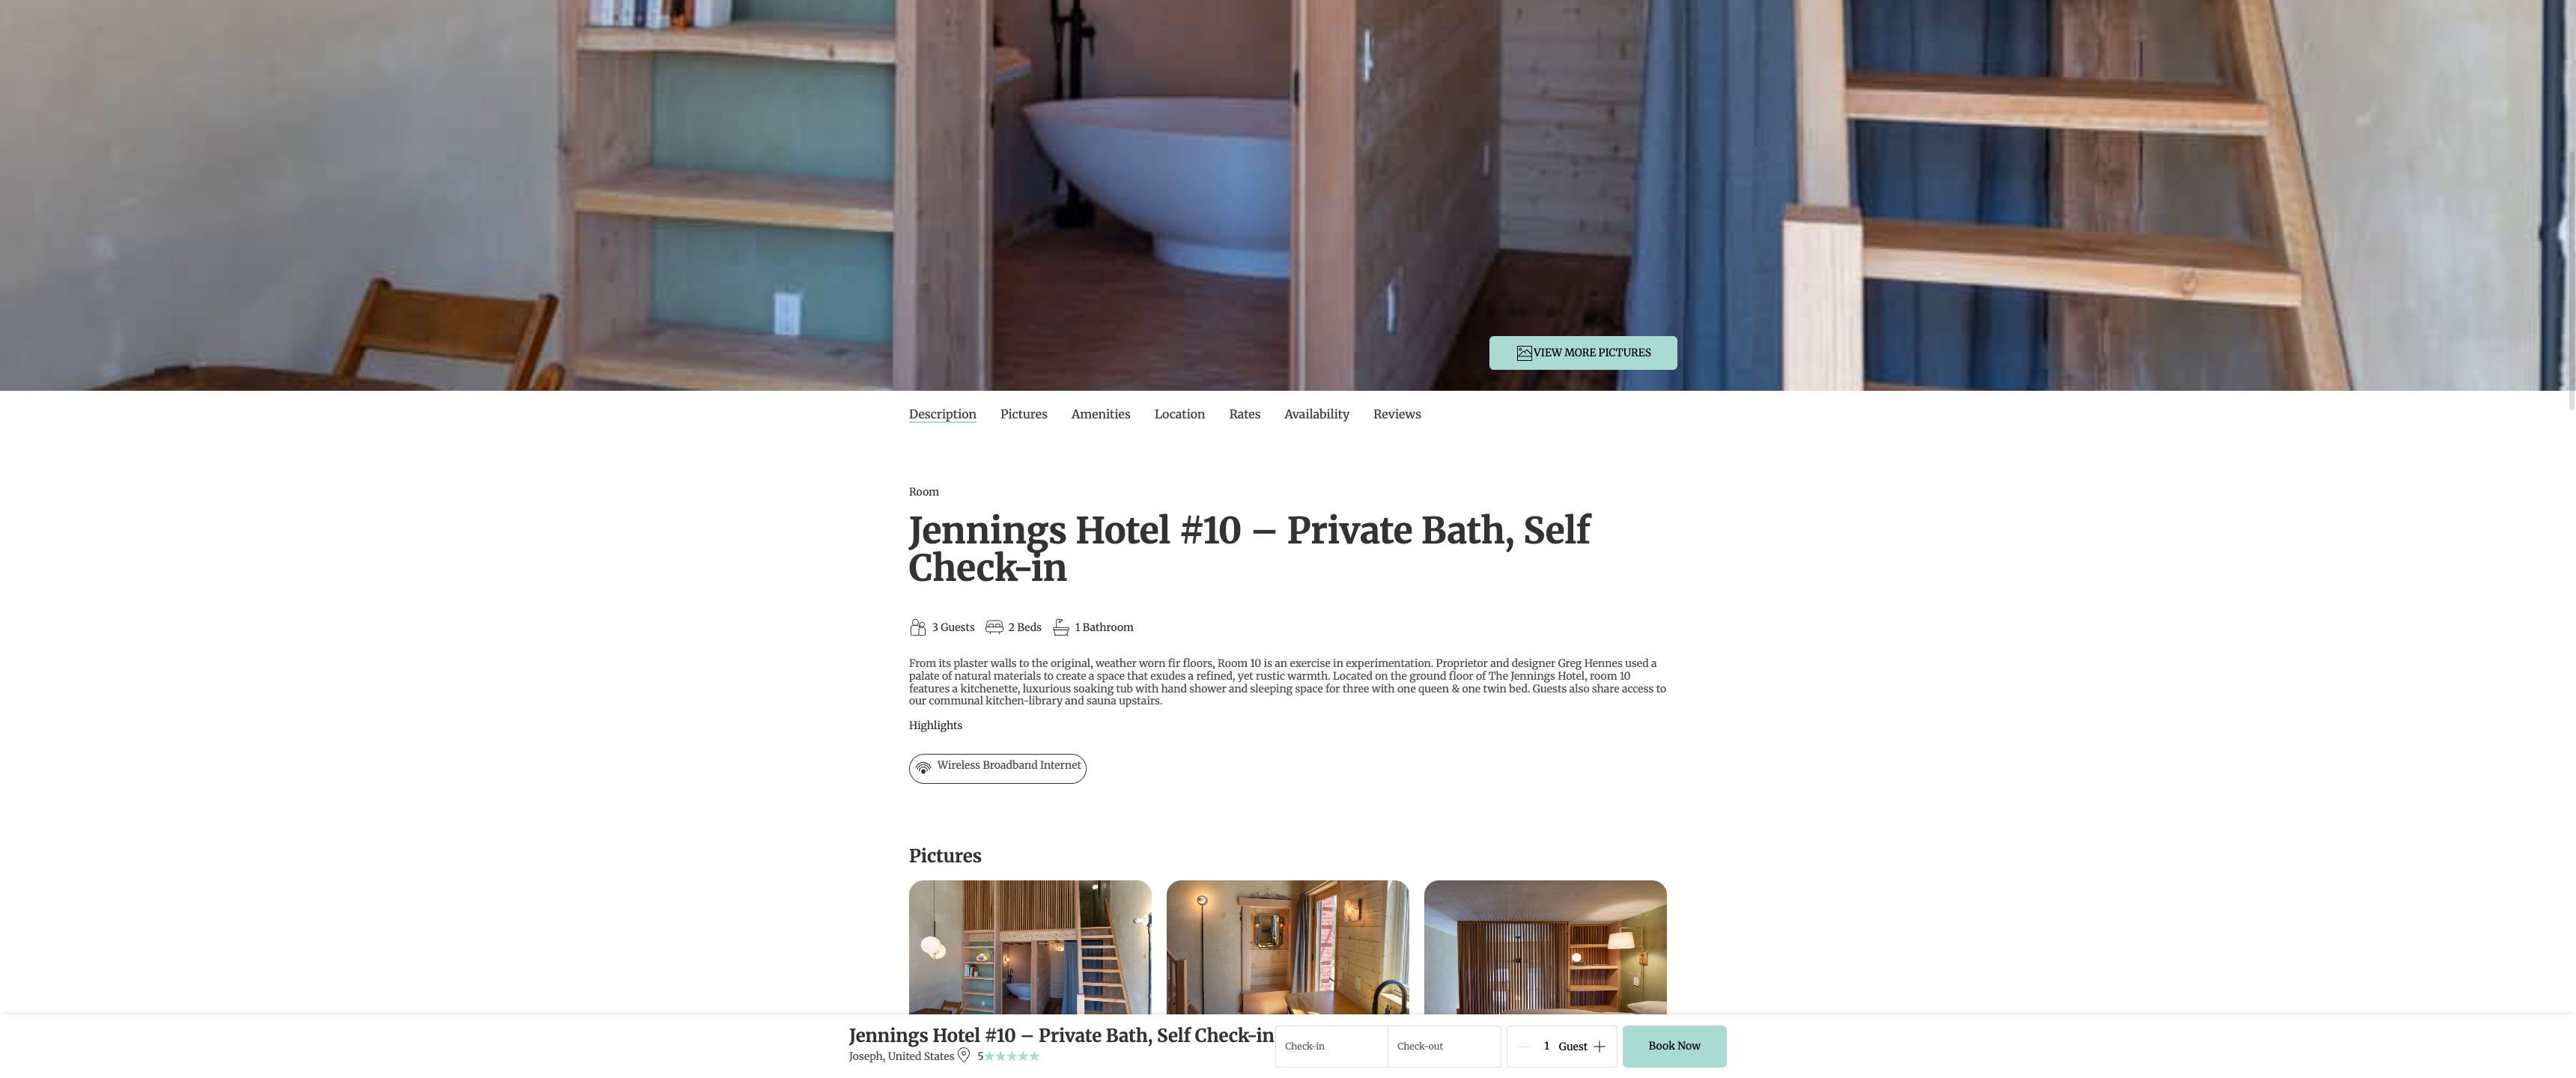 VIEW MORE PICTURES
Description Pictures Amenities Location Rates Availability Reviews
Room
Jennings Hotel #10 – Private Bath, Self
Check-in
3 Guests 2 Beds 1 Bathroom
From its plaster walls to the original, weather worn fir floors, Room 10 is an exercise in experimentation. Proprietor and designer Greg Hennes used a
palate of natural materials to create a space that exudes a refined, yet rustic warmth. Located on the ground floor of The Jennings Hotel, room 10
features a kitchenette, luxurious soaking tub with hand shower and sleeping space for three with one queen & one twin bed. Guests also share access to
our communal kitchen-library and sauna upstairs.
Highlights
Wireless Broadband Internet
Pictures
Jennings Hotel #10 – Private Bath, Self Check-in
Joseph, United States 5
Check-in
Check-out
1 Guest
Book Now